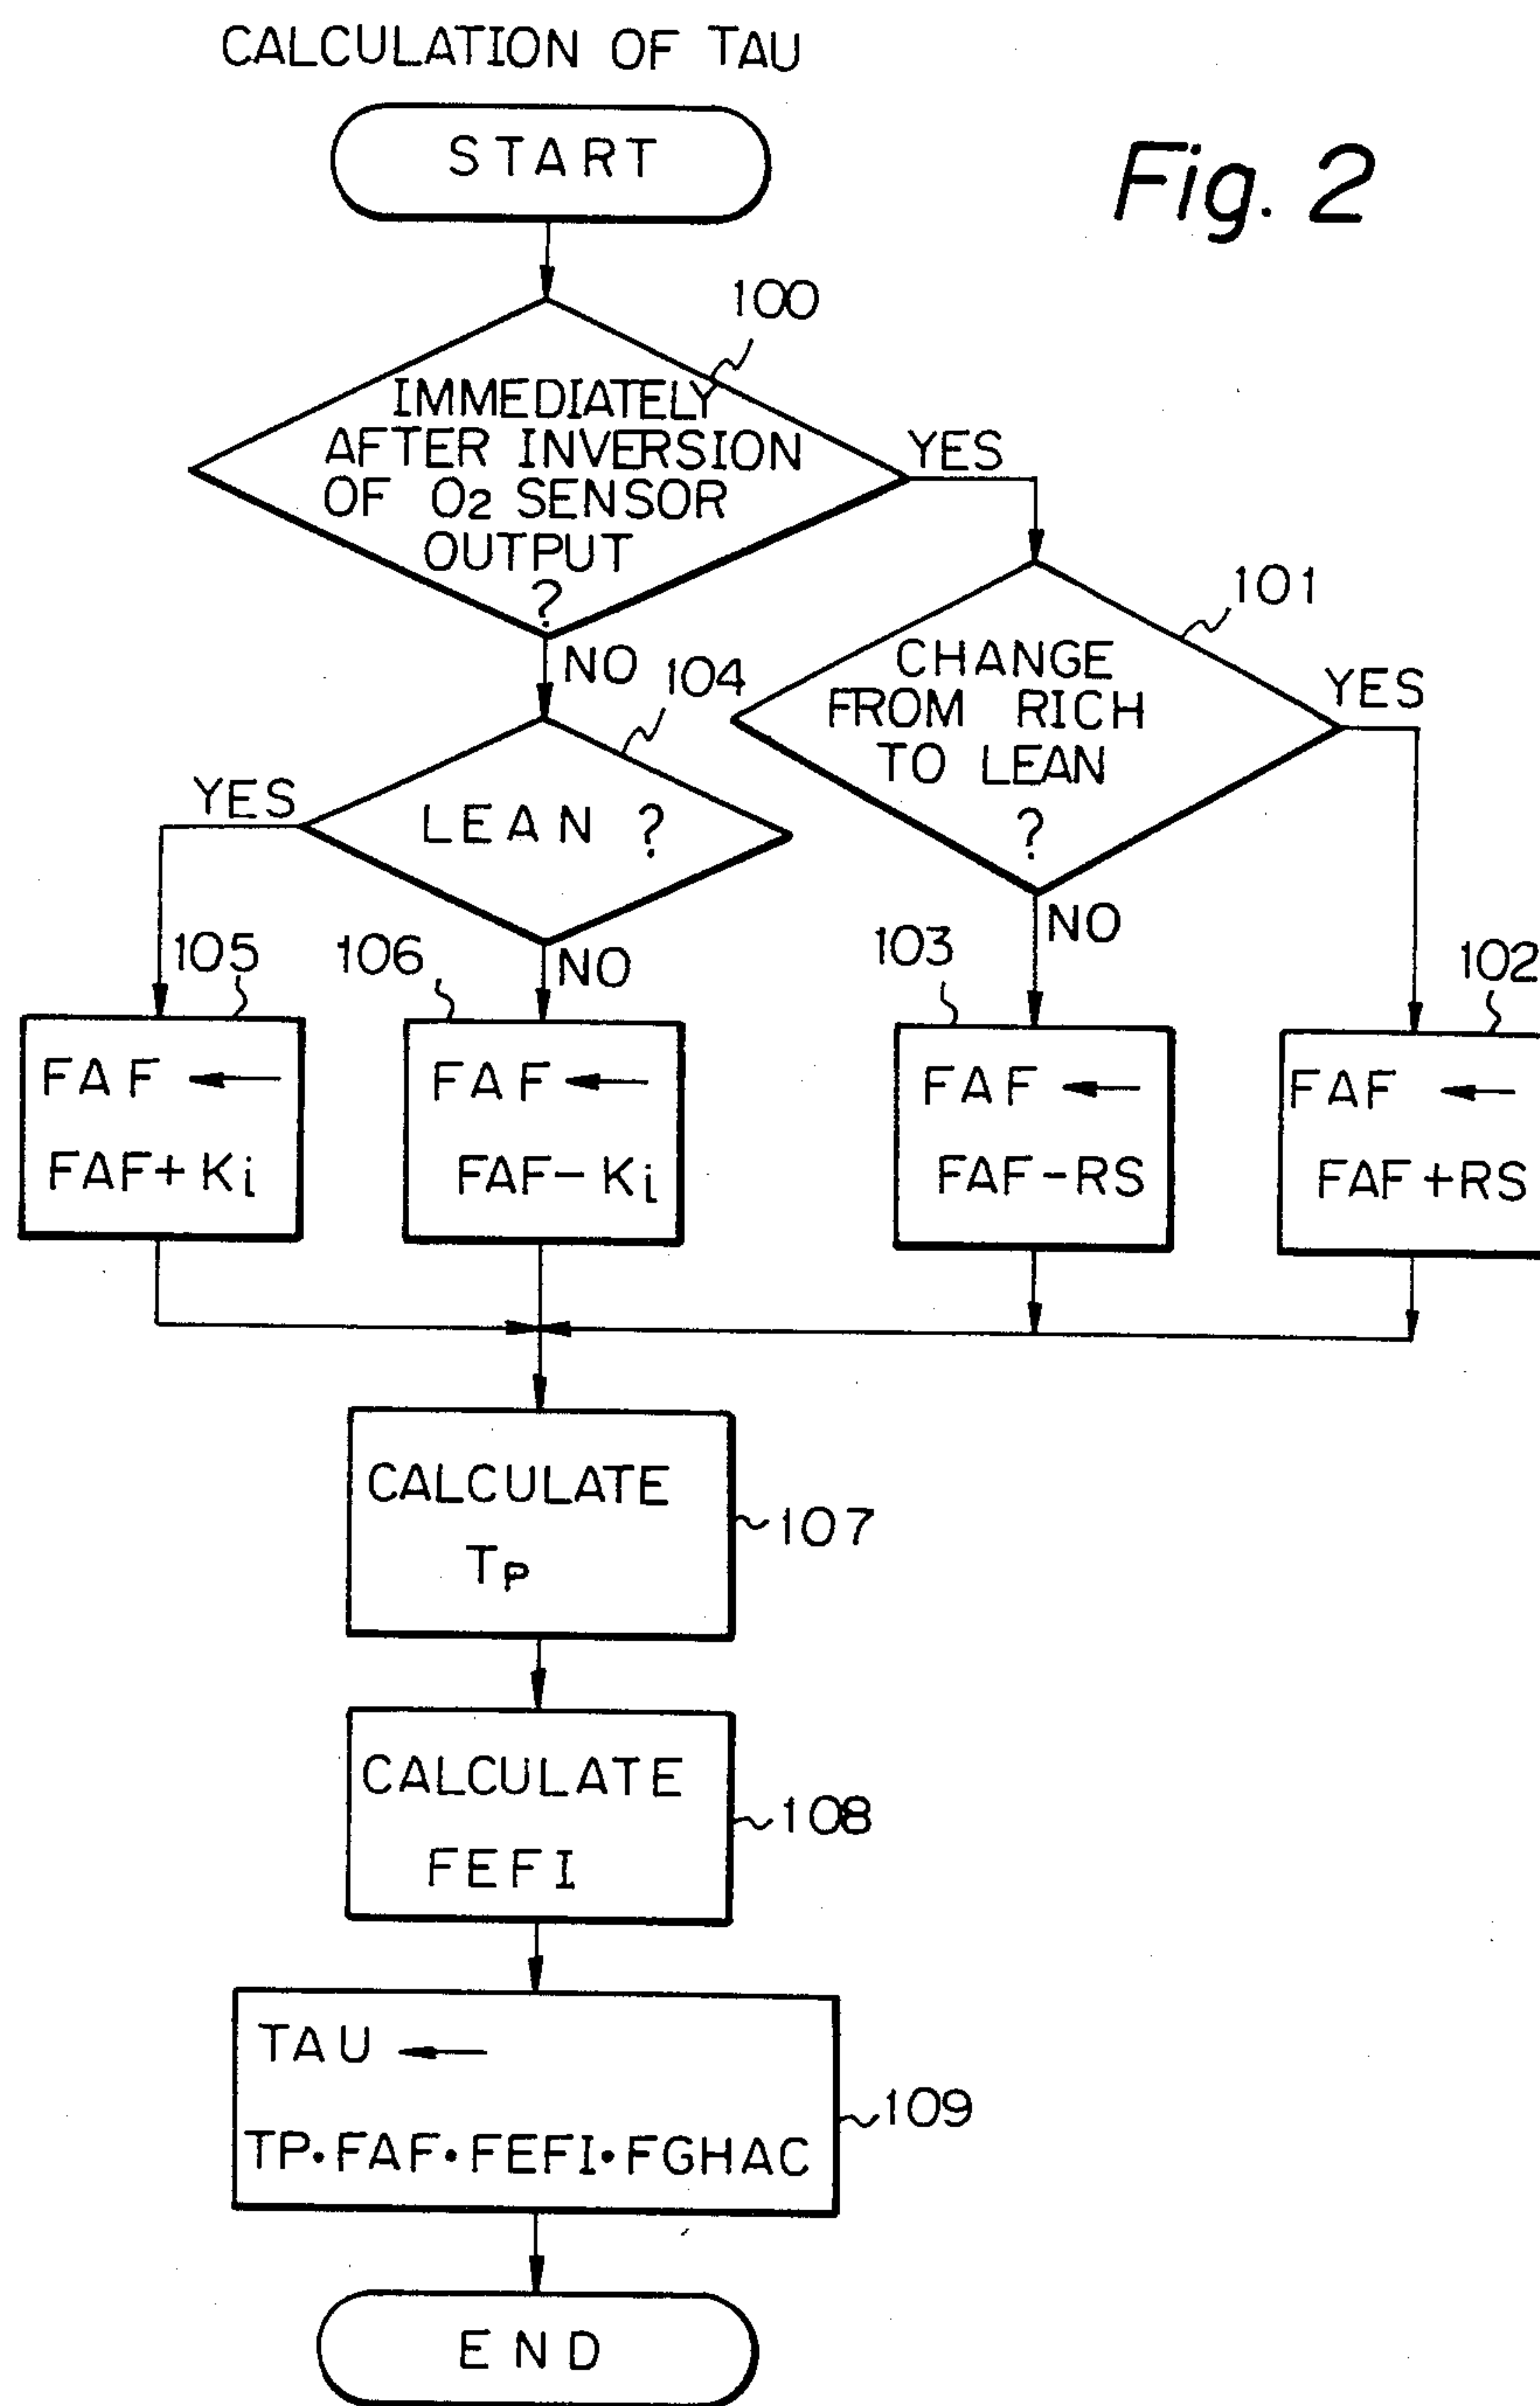 CALCULATION OF TAU
START
Fig. 2
100
IMMEDIATELY
AFTER INVERSION
OF O2 SENSOR
OUTPUT
?
YES
NO
101
CHANGE
FROM RICH
TO LEAN
?
YES
NO
104
LEAN ?
YES
NO
105
FAF ←
FAF+Ki
106
FAF ←
FAF-Ki
103
FAF ←
FAF-RS
102
FAF ←
FAF+RS
CALCULATE
TP
107
CALCULATE
FEFI
108
TAU ←
TP·FAF·FEFI·FGHAC
109
END